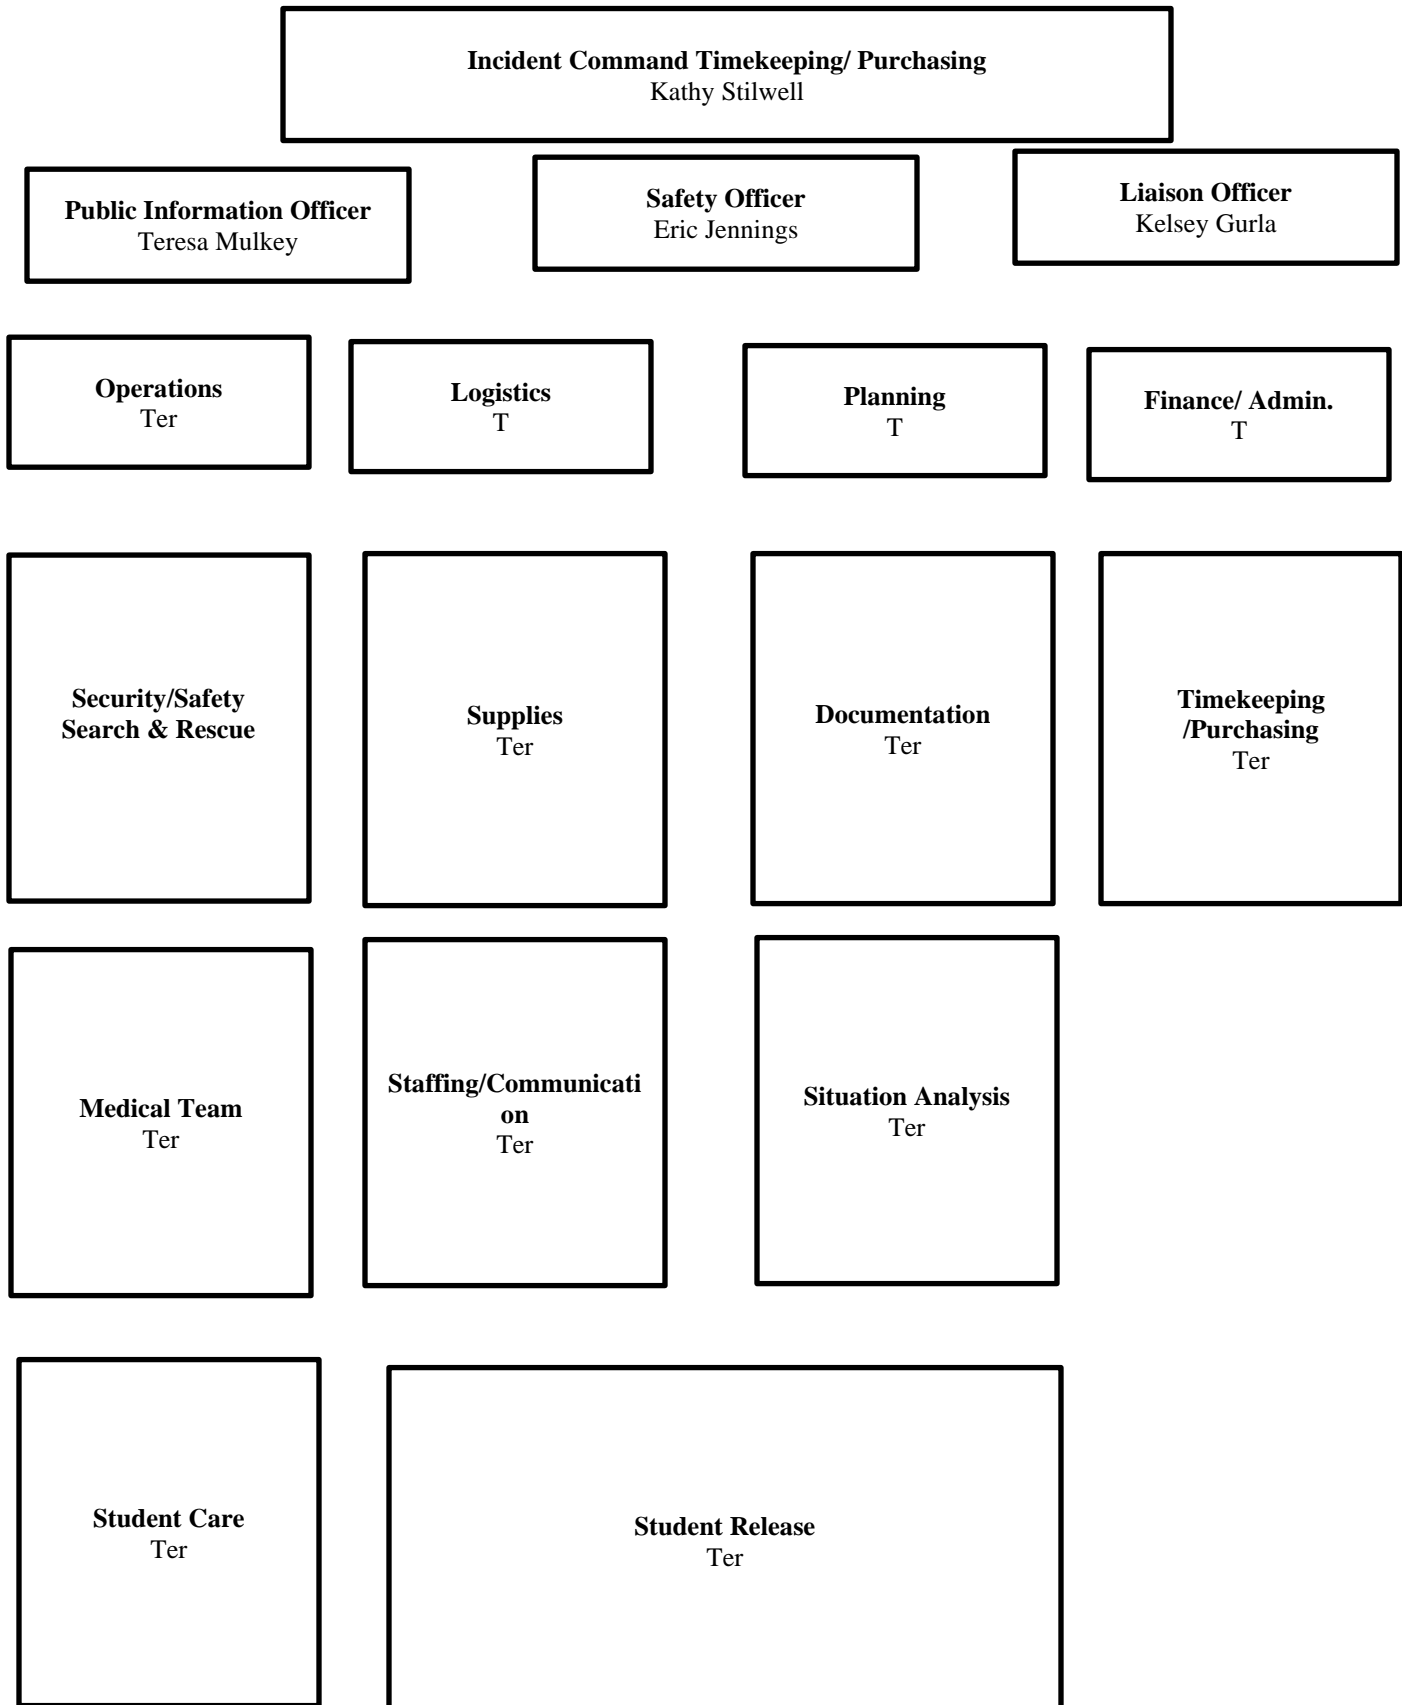 Incident Command Timekeeping/ Purchasing
Kathy Stilwell
Public Information Officer
Teresa Mulkey
Safety Officer
Eric Jennings
Liaison Officer
Kelsey Gurla
Operations
Ter
Logistics
T
Planning
T
Finance/ Admin.
T
Security/Safety
Search & Rescue
Supplies
Ter
Documentation
Ter
Timekeeping
/Purchasing
Ter
Medical Team
Ter
Staffing/Communicati
on
Ter
Situation Analysis
Ter
Student Care
Ter
Student Release
Ter